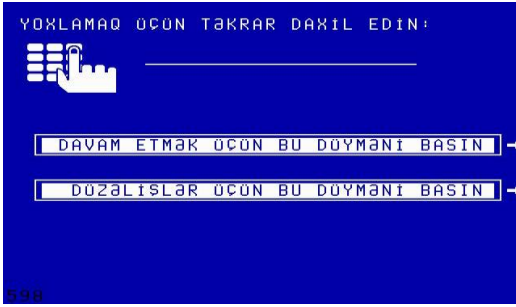 YOXLAMAQ ÜÇÜN TƏKRAR DAXİL EDİN:
DAVAM ETMƏK ÜÇÜN BU DÜYMƏNİ BASIN
DÜZƏLİŞLƏR ÜÇÜN BU DÜYMƏNİ BASIN
598